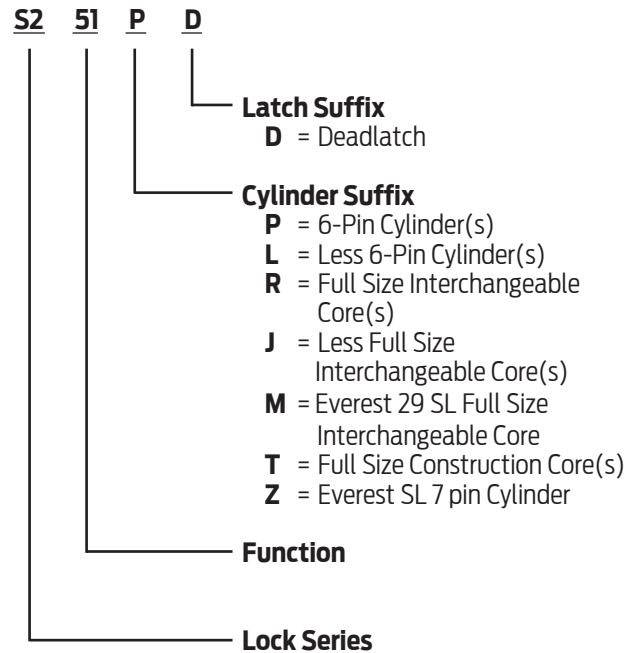 S2 51 P D
Latch Suffix
D = Deadlatch
Cylinder Suffix
P = 6-Pin Cylinder(s)
L = Less 6-Pin Cylinder(s)
R = Full Size Interchangeable
Core(s)
J = Less Full Size
Interchangeable Core(s)
M = Everest 29 SL Full Size
Interchangeable Core
T = Full Size Construction Core(s)
Z = Everest SL 7 pin Cylinder
Function
Lock Series